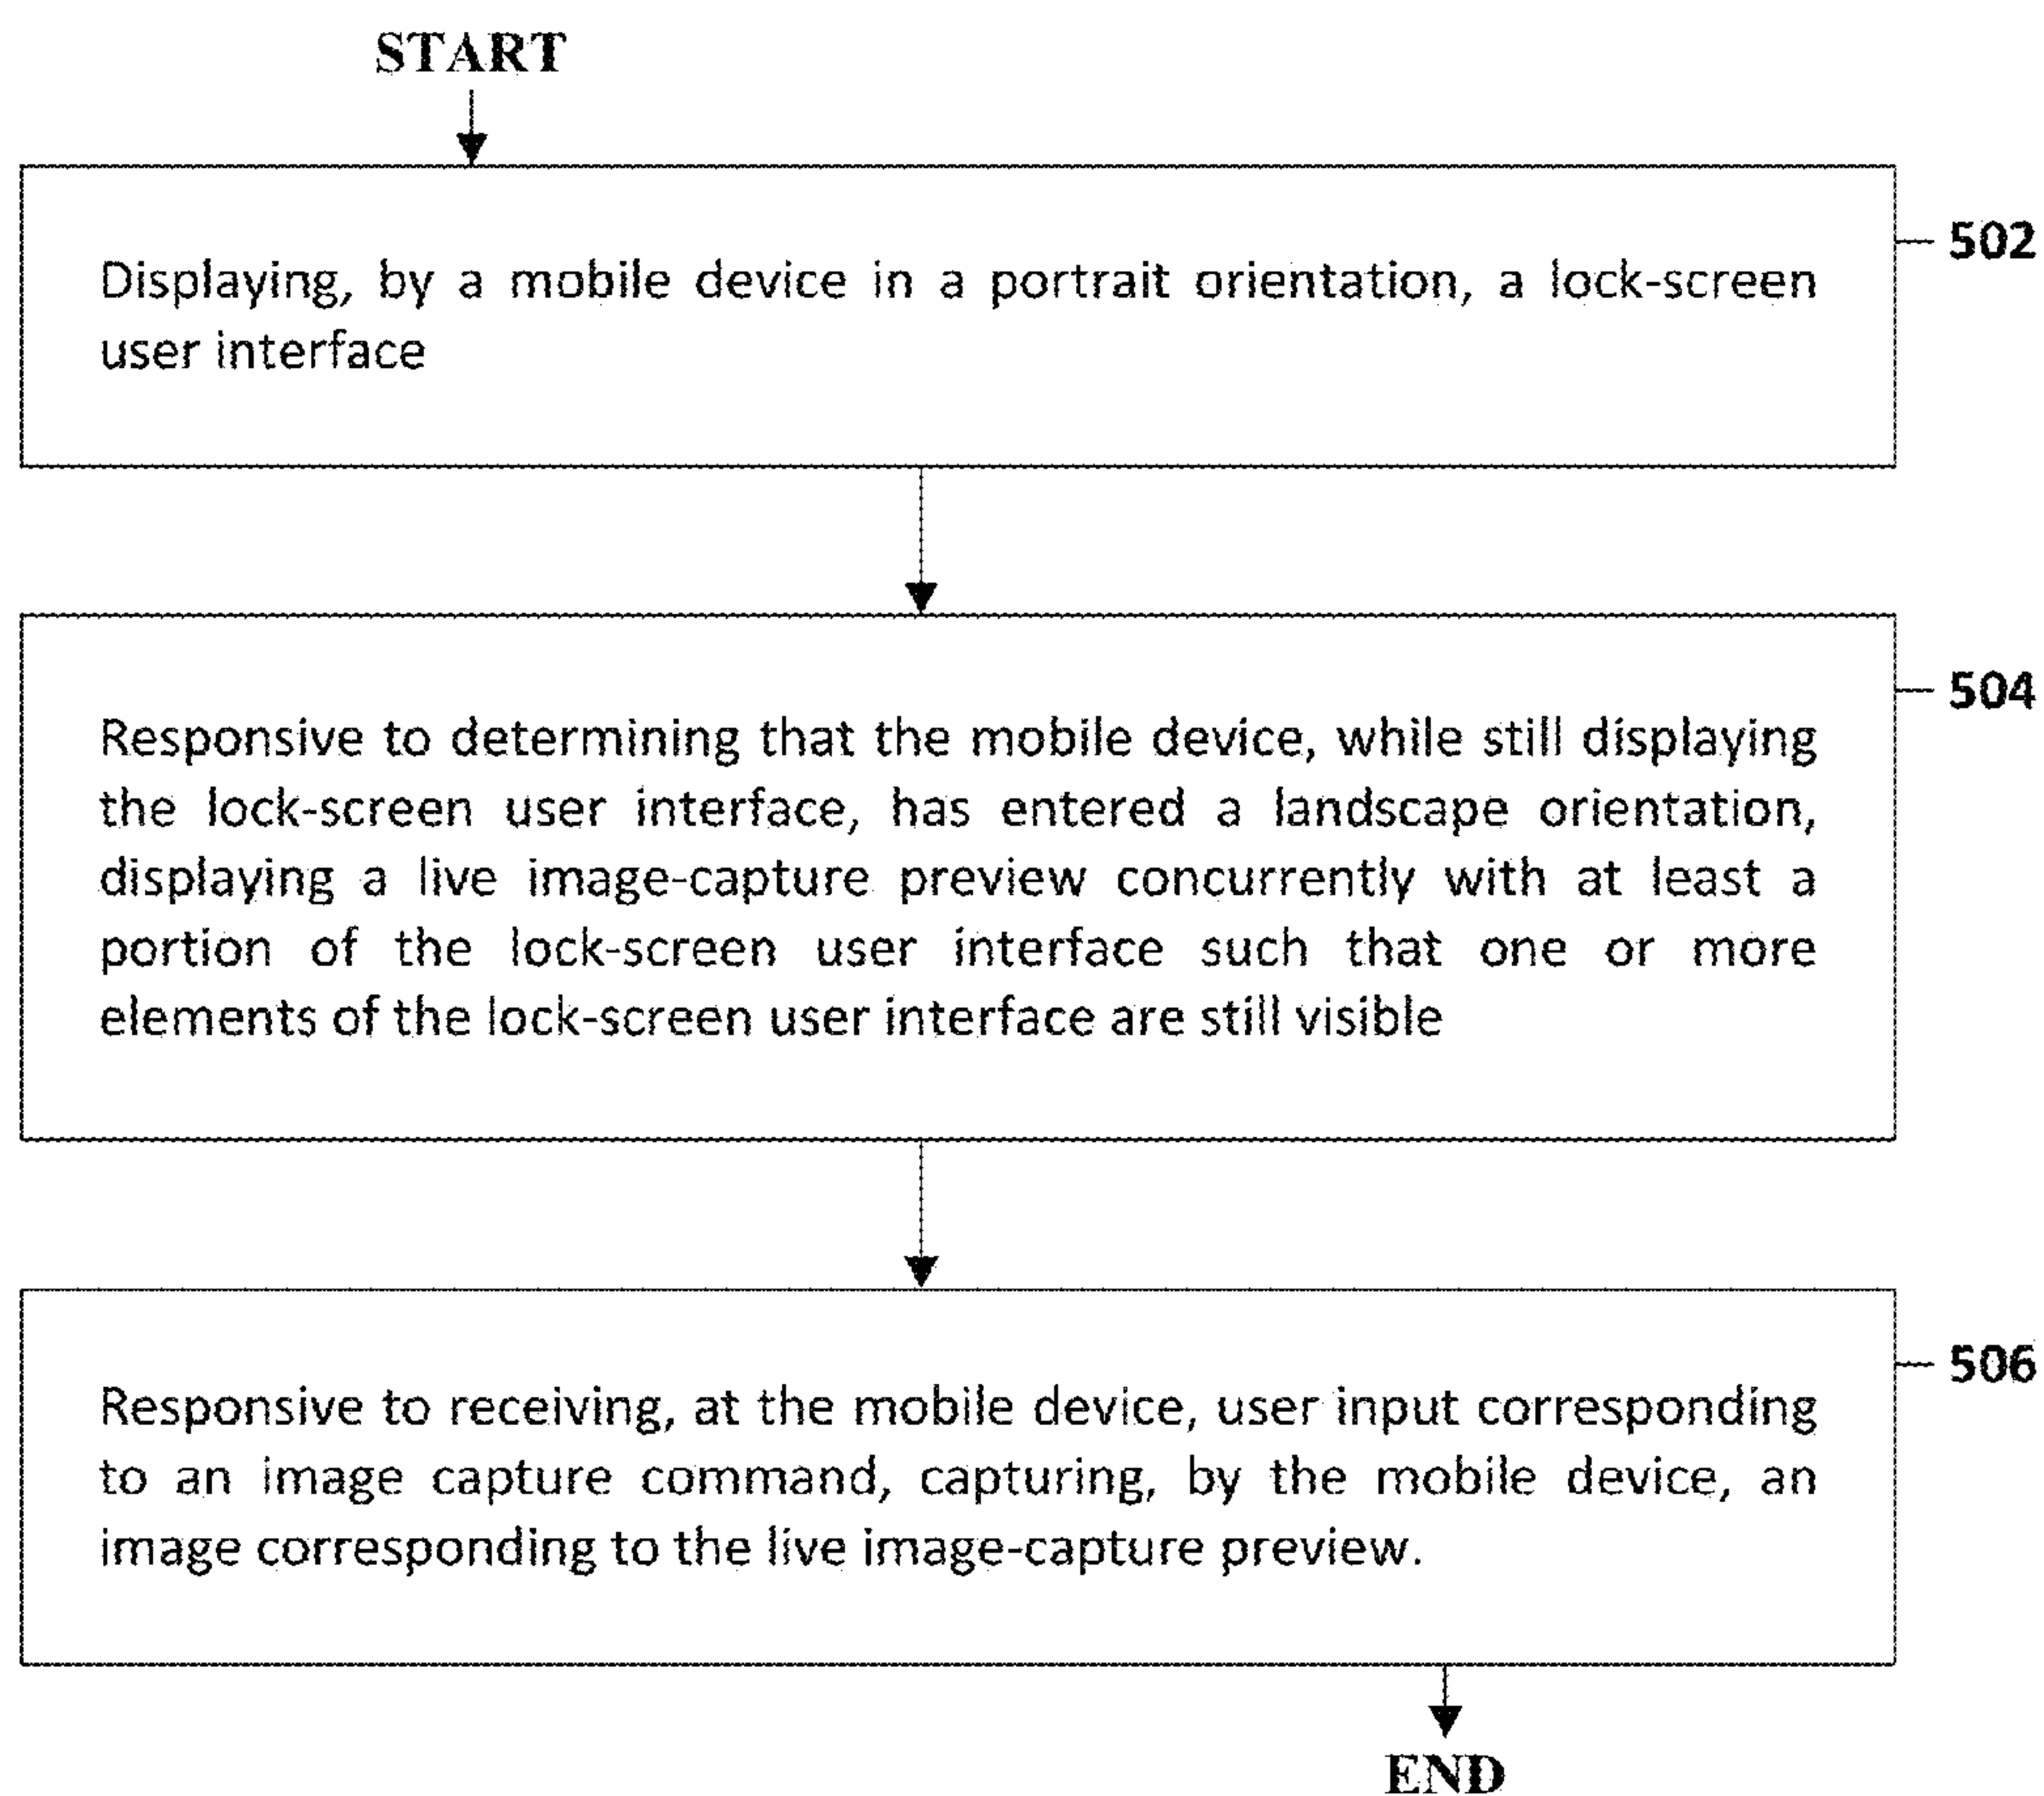 START
502
Displaying, by a mobile device in a portrait orientation, a lock-screen
user interface
504
Responsive to determining that the mobile device, while still displaying
the lock-screen user interface, has entered a landscape orientation,
displaying a live image-capture preview concurrently with at least a
portion of the lock-screen user interface such that one or more
elements of the lock-screen user interface are still visible
506
Responsive to receiving, at the mobile device, user input corresponding
to an image capture command, capturing, by the mobile device, an
image corresponding to the live image-capture preview.
END